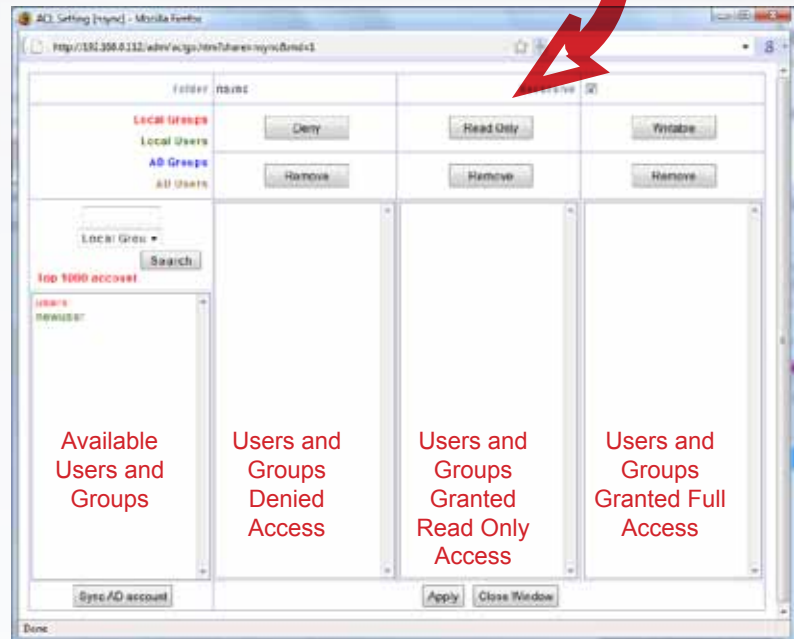 ACL Setting [nsync] - Mozilla Firefox
Folder nsync
Local Groups
Local Users
AD Groups
AD Users
Deny
Read Only
Writable
Remove
Remove
Remove
Local Grou
Search
Top 1000 account
users
newuser
Available
Users and
Groups
Users and
Groups
Denied
Access
Users and
Groups
Granted
Read Only
Access
Users and
Groups
Granted Full
Access
Sync AD account
Apply
Close Window
Done